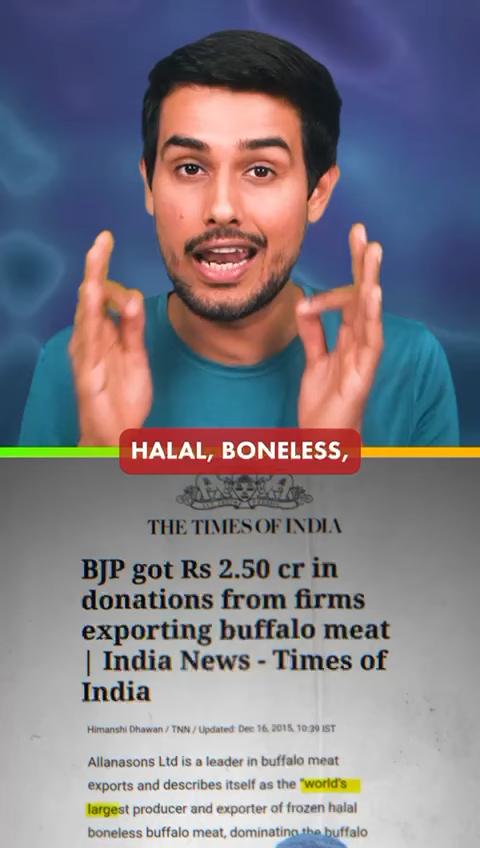 HALAL, BONELESS,
THE TIMES OF INDIA
BJP got Rs 2.50 cr in
donations from firms
exporting buffalo meat
| India News - Times of
India
Himanshi Dhawan / TNN / Updated: Dec 16, 2015, 10:39 IST
Allanasons Ltd is a leader in buffalo meat
exports and describes itself as the "world's
largest producer and exporter of frozen halal
boneless buffalo meat, dominating the buffalo